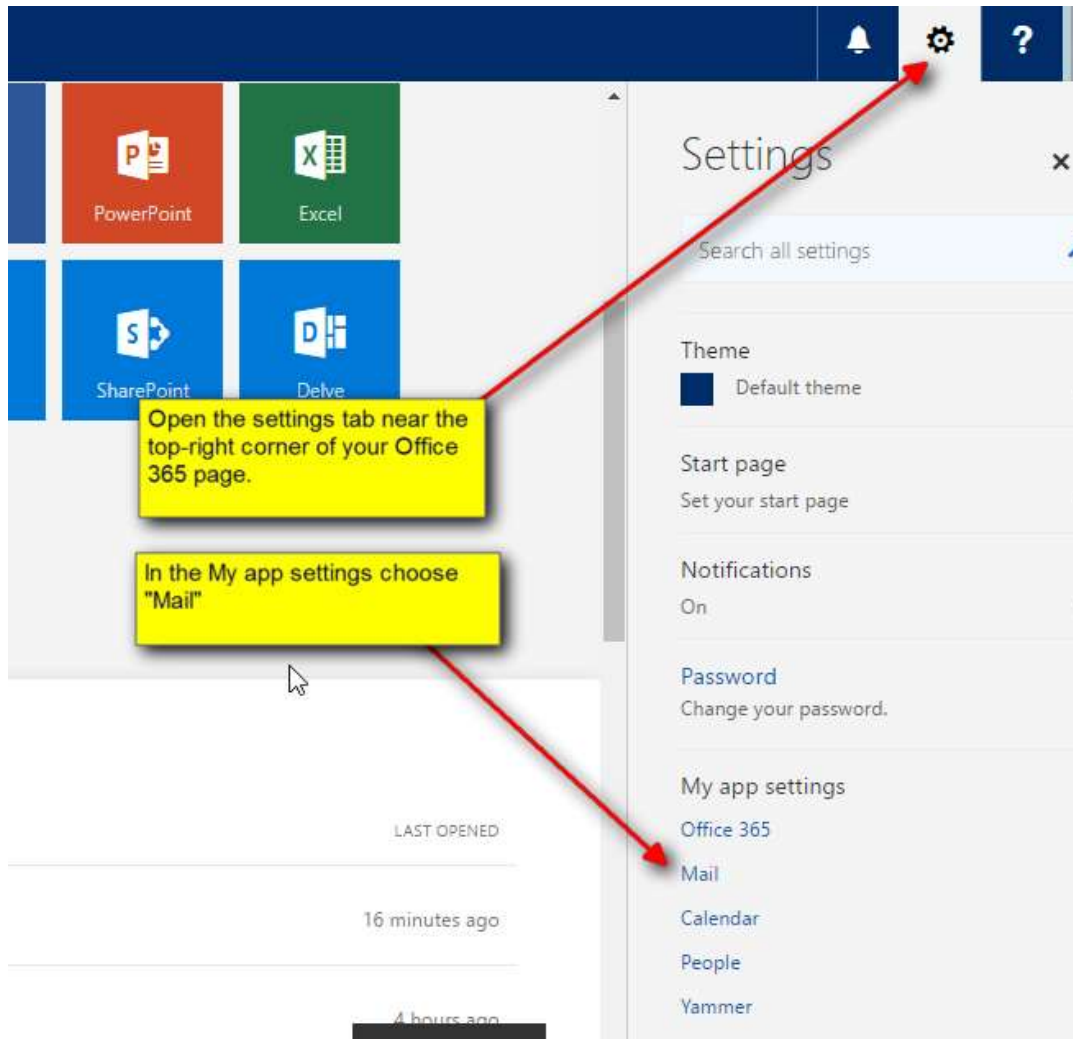 ?
PowerPoint
Excel
SharePoint
Delve
Open the settings tab near the
top-right corner of your Office
365 page.
In the My app settings choose
"Mail"
LAST OPENED
16 minutes ago
4 hours ago
Settings
Search all settings
Theme
Default theme
Start page
Set your start page
Notifications
On
Password
Change your password.
My app settings
Office 365
Mail
Calendar
People
Yammer